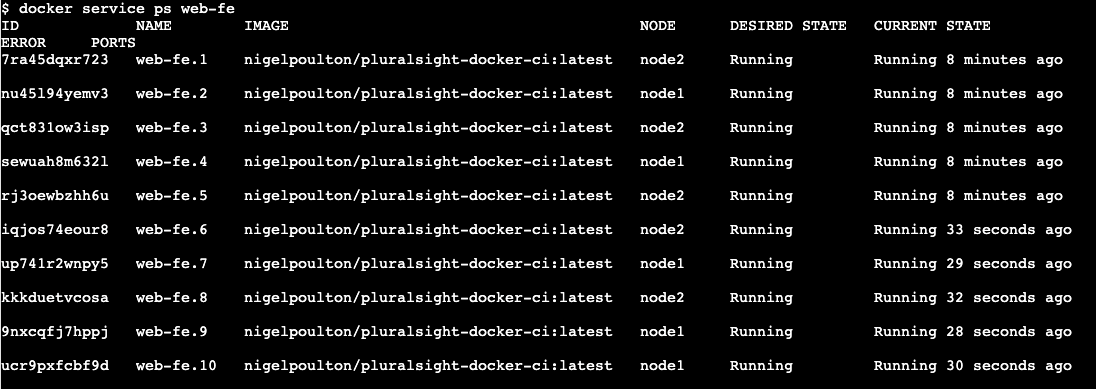 $ docker service ps web-fe
ID             NAME        IMAGE                                     NODE      DESIRED STATE   CURRENT STATE
ERROR     PORTS
7ra45dqxr723   web-fe.1    nigelpoulton/pluralsight-docker-ci:latest   node2     Running         Running 8 minutes ago
nu45l94yemv3   web-fe.2    nigelpoulton/pluralsight-docker-ci:latest   node1     Running         Running 8 minutes ago
qct831ow3isp   web-fe.3    nigelpoulton/pluralsight-docker-ci:latest   node2     Running         Running 8 minutes ago
sewuah8m632l   web-fe.4    nigelpoulton/pluralsight-docker-ci:latest   node1     Running         Running 8 minutes ago
rj3oewbzhh6u   web-fe.5    nigelpoulton/pluralsight-docker-ci:latest   node2     Running         Running 8 minutes ago
iqjos74eour8   web-fe.6    nigelpoulton/pluralsight-docker-ci:latest   node2     Running         Running 33 seconds ago
up741r2wnpy5   web-fe.7    nigelpoulton/pluralsight-docker-ci:latest   node1     Running         Running 29 seconds ago
kkkduetvcosa   web-fe.8    nigelpoulton/pluralsight-docker-ci:latest   node2     Running         Running 32 seconds ago
9nxcqfj7hppj   web-fe.9    nigelpoulton/pluralsight-docker-ci:latest   node1     Running         Running 28 seconds ago
ucr9pxfcbf9d   web-fe.10   nigelpoulton/pluralsight-docker-ci:latest   node1     Running         Running 30 seconds ago